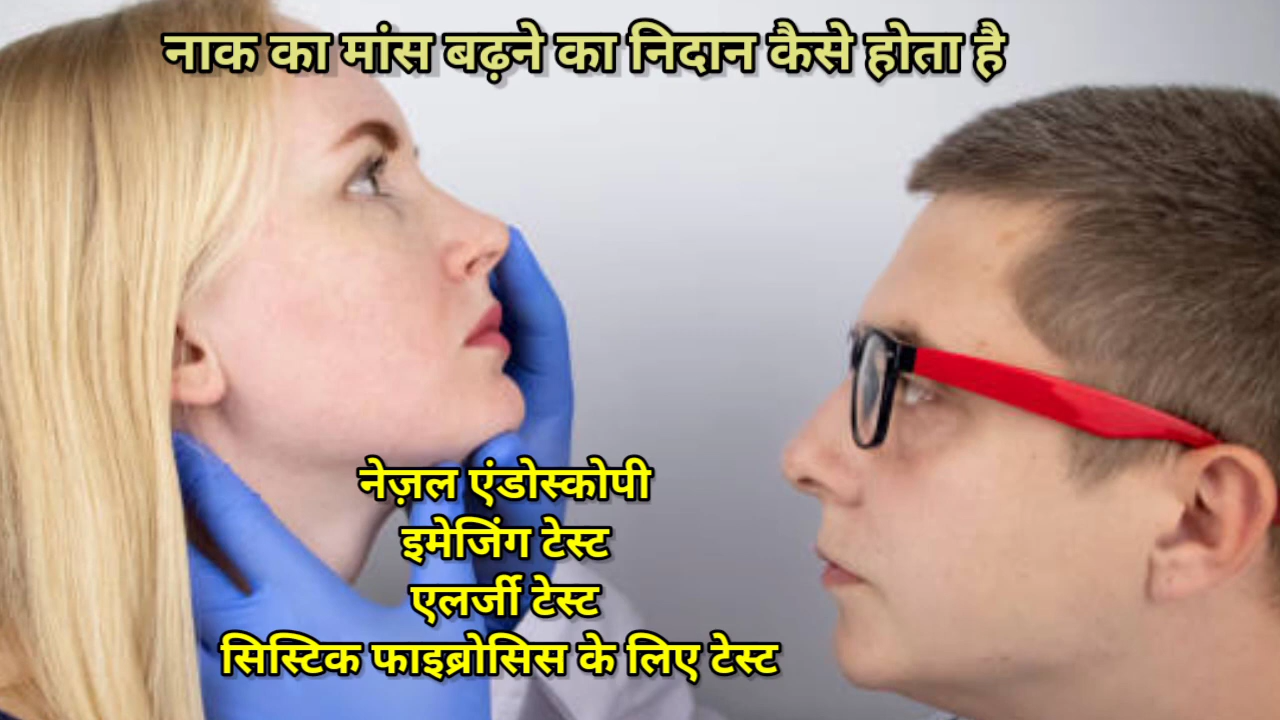 नाक का मांस बढ़ने का निदान कैसे होता है
नेज़ल एंडोस्कोपी
इमेजिंग टेस्ट
एलर्जी टेस्ट
सिस्टिक फाइब्रोसिस के लिए टेस्ट